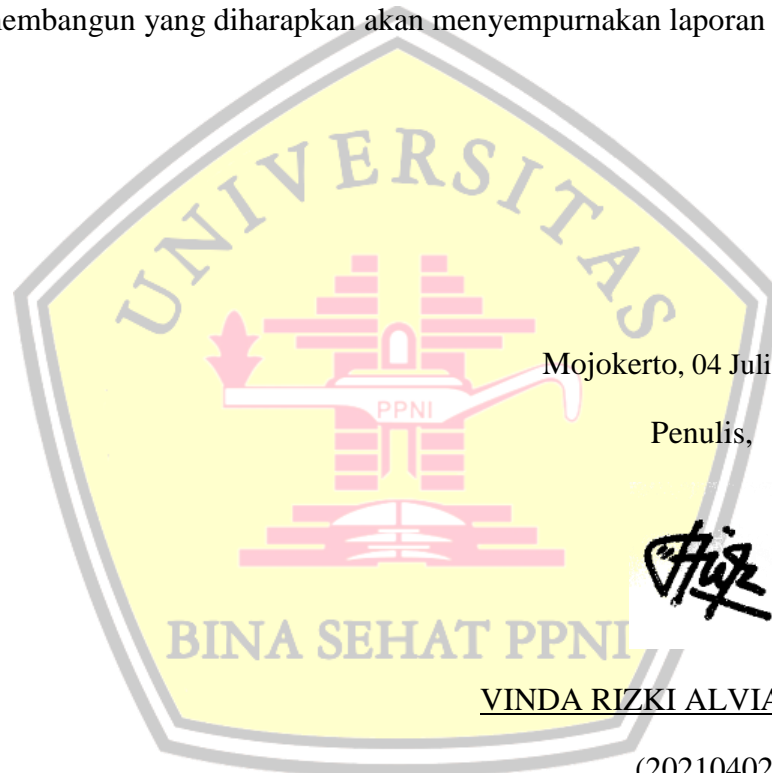 membangun yang diharapkan akan menyempurnakan laporan
UNIVERSITAS
Mojokerto, 04 Juli
PPNI
Penulis,
BINA SEHAT PPNI
VINDA RIZKI ALVIA
(20210402